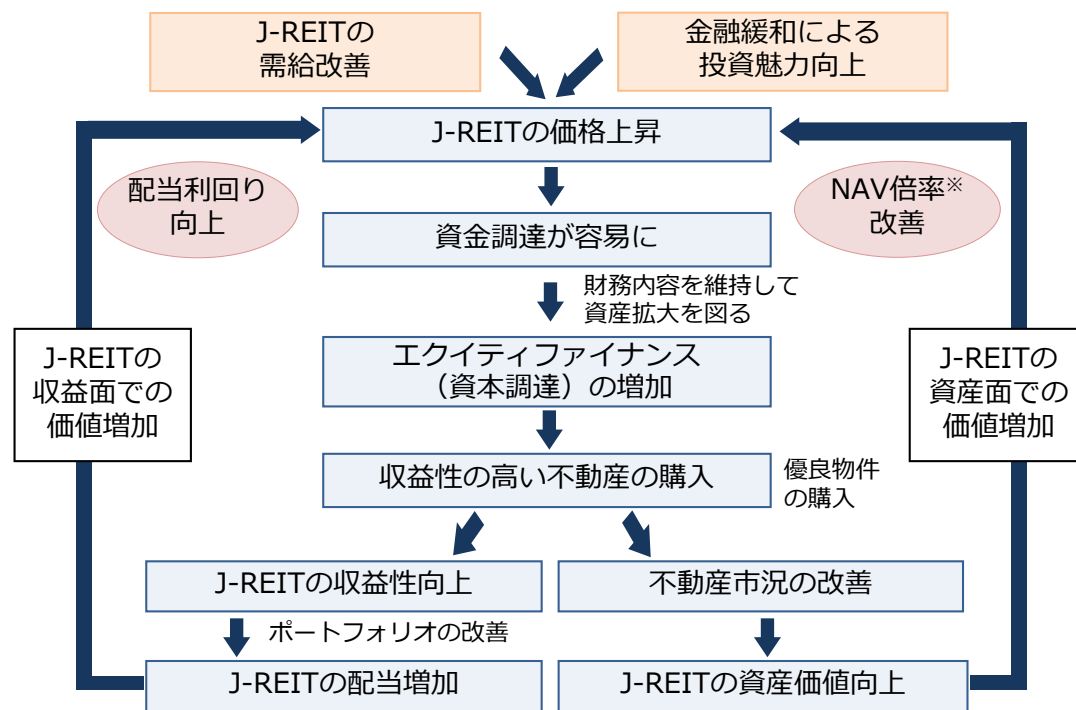 J-REITの
需給改善
金融緩和による
投資魅力向上
J-REITの価格上昇
配当利回り
向上
NAV倍率※
改善
資金調達が容易に
財務内容を維持して
資産拡大を図る
J-REITの
収益面での
価値増加
エクイティファイナンス
（資本調達）の増加
J-REITの
資産面での
価値増加
収益性の高い不動産の購入
優良物件
の購入
J-REITの収益性向上
不動産市況の改善
ポートフォリオの改善
J-REITの配当増加
J-REITの資産価値向上